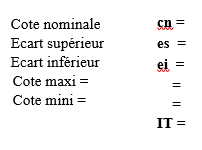 Cote nominale cn =
Ecart supérieur es =
Ecart inférieur ei =
Cote maxi = =
Cote mini = =
IT =